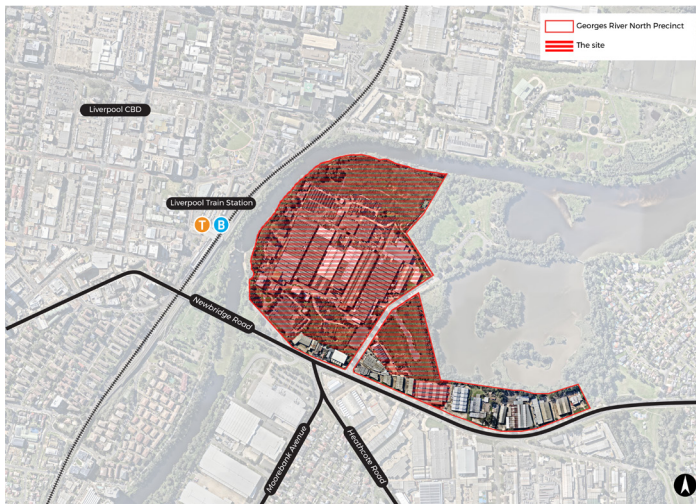 Georges River North Precinct
The site
Liverpool CBD
Liverpool Train Station
T B
Newbridge Road
Moorebank Avenue
Heathcote Road